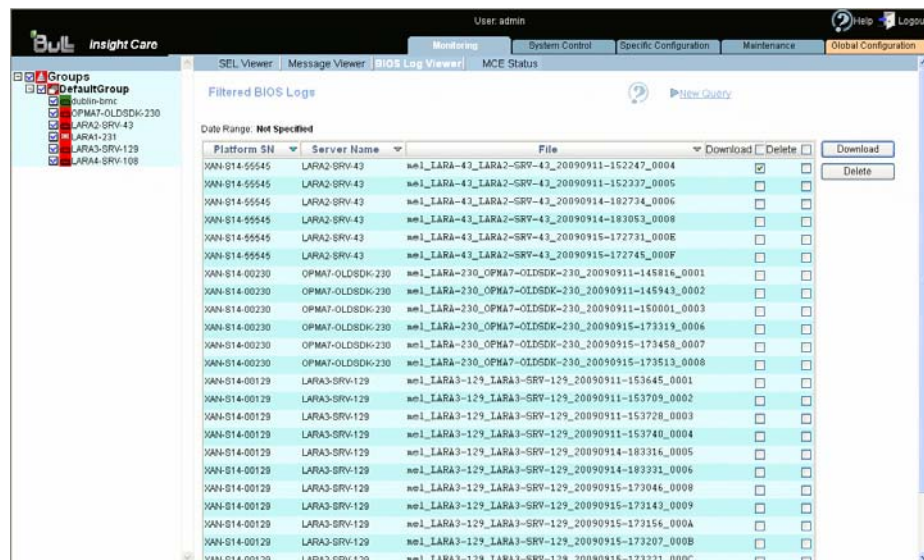 User: admin
Help
Logou
Bull
Insight Care
Monitoring
System Control
Specific Configuration
Maintenance
Global Configuration
SEL Viewer
Message Viewer
BIOS Log Viewer
MCE Status
Groups
DefaultGroup
dublin-bmc
OPMA7-OLDSDK-230
LARA2-SRV-43
LARA1-231
LARA3-SRV-129
LARA4-SRV-108
Filtered BIOS Logs
New Query
Date Range: Not Specified
Platform SN Server Name File Download Delete
Download
Delete
XAN-S14-55545 LARA2-SRV-43 mel_LARA-43_LARA2-SRV-43_20090911-152247_0004
XAN-S14-55545 LARA2-SRV-43 mel_LARA-43_LARA2-SRV-43_20090911-152337_0005
XAN-S14-55545 LARA2-SRV-43 mel_LARA-43_LARA2-SRV-43_20090914-182734_0006
XAN-S14-55545 LARA2-SRV-43 mel_LARA-43_LARA2-SRV-43_20090914-183053_0008
XAN-S14-55545 LARA2-SRV-43 mel_LARA-43_LARA2-SRV-43_20090915-172731_000E
XAN-S14-55545 LARA2-SRV-43 mel_LARA-43_LARA2-SRV-43_20090915-172745_000F
XAN-S14-00230 OPMA7-OLDSDK-230 mel_LARA-230_OPMA7-OLDSDK-230_20090911-145816_0001
XAN-S14-00230 OPMA7-OLDSDK-230 mel_LARA-230_OPMA7-OLDSDK-230_20090911-145943_0002
XAN-S14-00230 OPMA7-OLDSDK-230 mel_LARA-230_OPMA7-OLDSDK-230_20090911-150001_0003
XAN-S14-00230 OPMA7-OLDSDK-230 mel_LARA-230_OPMA7-OLDSDK-230_20090915-173319_0006
XAN-S14-00230 OPMA7-OLDSDK-230 mel_LARA-230_OPMA7-OLDSDK-230_20090915-173458_0007
XAN-S14-00230 OPMA7-OLDSDK-230 mel_LARA-230_OPMA7-OLDSDK-230_20090915-173513_0008
XAN-S14-00129 LARA3-SRV-129 mel_LARA3-129_LARA3-SRV-129_20090911-153645_0001
XAN-S14-00129 LARA3-SRV-129 mel_LARA3-129_LARA3-SRV-129_20090911-153709_0002
XAN-S14-00129 LARA3-SRV-129 mel_LARA3-129_LARA3-SRV-129_20090911-153728_0003
XAN-S14-00129 LARA3-SRV-129 mel_LARA3-129_LARA3-SRV-129_20090911-153740_0004
XAN-S14-00129 LARA3-SRV-129 mel_LARA3-129_LARA3-SRV-129_20090914-183316_0005
XAN-S14-00129 LARA3-SRV-129 mel_LARA3-129_LARA3-SRV-129_20090914-183331_0006
XAN-S14-00129 LARA3-SRV-129 mel_LARA3-129_LARA3-SRV-129_20090915-173046_0008
XAN-S14-00129 LARA3-SRV-129 mel_LARA3-129_LARA3-SRV-129_20090915-173143_0009
XAN-S14-00129 LARA3-SRV-129 mel_LARA3-129_LARA3-SRV-129_20090915-173156_000A
XAN-S14-00129 LARA3-SRV-129 mel_LARA3-129_LARA3-SRV-129_20090915-173207_000B
XAN-S14-00129 LARA3-SRV-129 mel_LARA3-129_LARA3-SRV-129_20090915-173221_000C